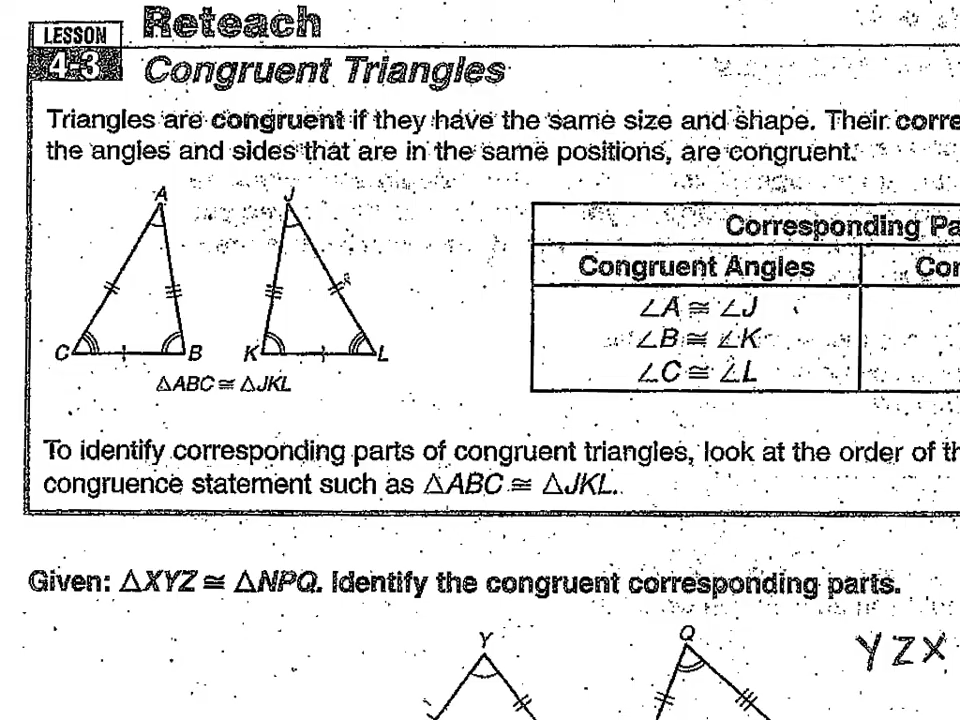 Reteach
LESSON
4-3
Congruent Triangles
Triangles are congruent if they have the same size and shape. Their corre
the angles and sides that are in the same positions, are congruent.
A
J
C
B
K
L
△ABC ≅ △JKL
Corresponding Pa
Congruent Angles
Cor
∠A ≅ ∠J
∠B ≅ ∠K
∠C ≅ ∠L
To identify corresponding parts of congruent triangles, look at the order of th
congruence statement such as △ABC ≅ △JKL.
Given: △XYZ ≅ △NPQ. Identify the congruent corresponding parts.
Y
Q
YZX